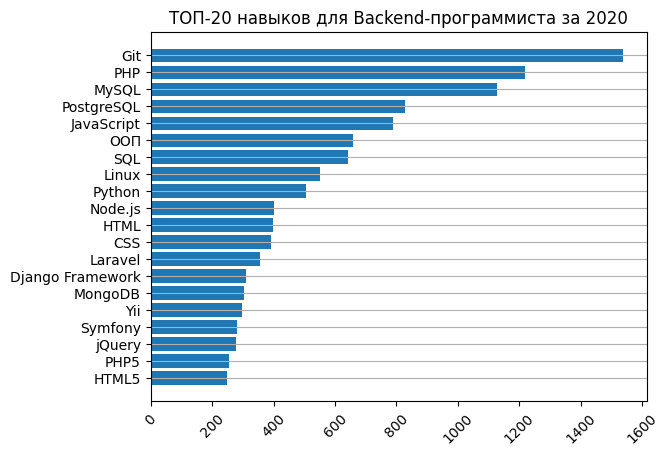 ТОП-20 навыков для Backend-программиста за 2020
Git
PHP
MySQL
PostgreSQL
JavaScript
ООП
SQL
Linux
Python
Node.js
HTML
CSS
Laravel
Django Framework
MongoDB
Yii
Symfony
jQuery
PHP5
HTML5
0 200 400 600 800 1000 1200 1400 1600